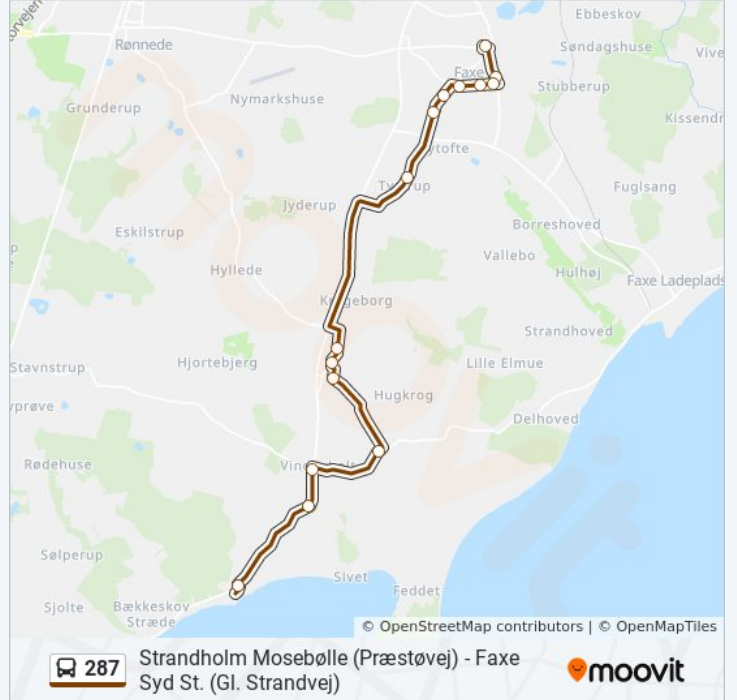 Ebbeskov
Rønnede
Søndagshuse
Vive
Faxe
Stubberup
Nymarkshuse
Grunderup
Kissendr
ytofte
Fuglsang
Jyderup
Borreshoved
Eskilstrup
Vallebo
Hulhøj
Hyllede
Faxe Ladeplads
Strandhoved
Hjortebjerg
Lille Elmue
Stavnstrup
Hugkrog
yprøve
Delhoved
Rødehuse
Sølperup
Sivet
Feddet
Sjolte
Bækkeskov
Stræde
© OpenStreetMap contributors | © OpenMapTiles
287
Strandholm Mosebølle (Præstøvej) - Faxe
Syd St. (Gl. Strandvej)
moovit